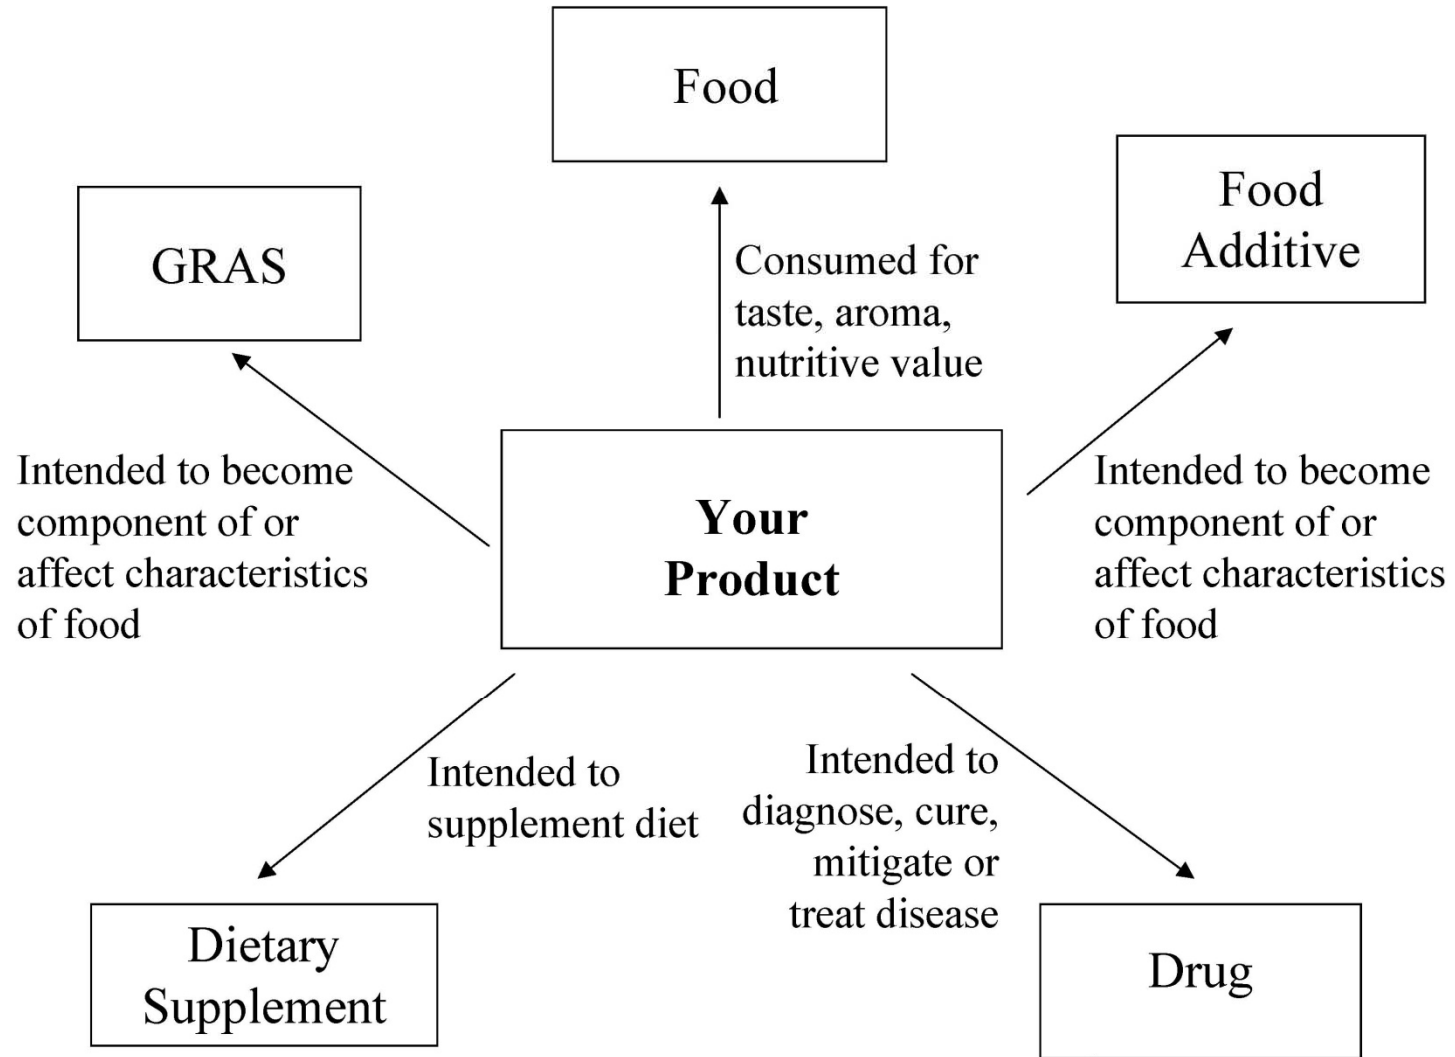 Food
Food
Additive
GRAS
Consumed for
taste, aroma,
nutritive value
Intended to become
component of or
affect characteristics
of food
Your
Product
Intended to become
component of or
affect characteristics
of food
Intended to
supplement diet
Intended to
diagnose, cure,
mitigate or
treat disease
Dietary
Supplement
Drug